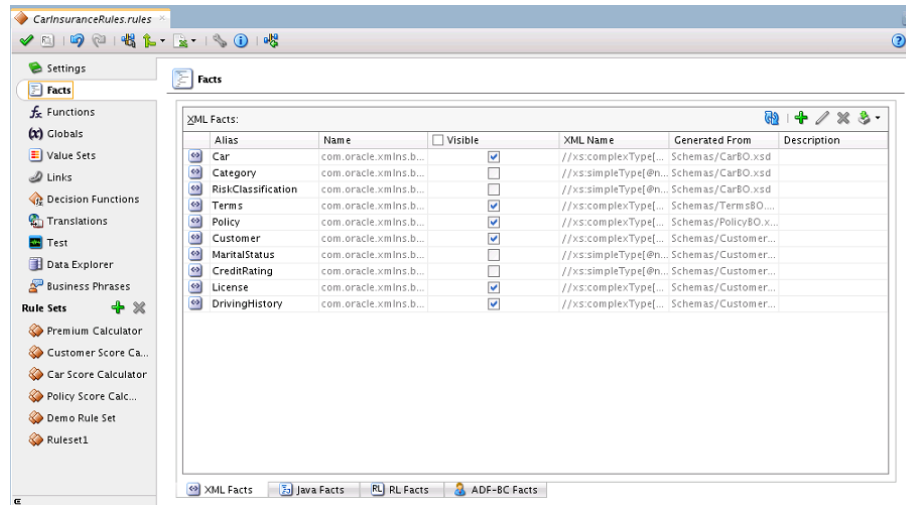 CarInsuranceRules.rules
Settings
Facts
Functions
Globals
Value Sets
Links
Decision Functions
Translations
Test
Data Explorer
Business Phrases
Rule Sets
Premium Calculator
Customer Score Ca...
Car Score Calculator
Policy Score Calc...
Demo Rule Set
Ruleset1
Facts
XML Facts:
Alias Name Visible XML Name Generated From Description
Car com.oracle.xmlns.b... //xs:complexType[... Schemas/CarBO.xsd
Category com.oracle.xmlns.b... //xs:simpleType[@n... Schemas/CarBO.xsd
RiskClassification com.oracle.xmlns.b... //xs:simpleType[@n... Schemas/CarBO.xsd
Terms com.oracle.xmlns.b... //xs:complexType[... Schemas/TermsBO....
Policy com.oracle.xmlns.b... //xs:complexType[... Schemas/PolicyBO.x...
Customer com.oracle.xmlns.b... //xs:complexType[... Schemas/Customer...
MaritalStatus com.oracle.xmlns.b... //xs:simpleType[@n... Schemas/Customer...
CreditRating com.oracle.xmlns.b... //xs:simpleType[@n... Schemas/Customer...
License com.oracle.xmlns.b... //xs:complexType[... Schemas/Customer...
DrivingHistory com.oracle.xmlns.b... //xs:complexType[... Schemas/Customer...
XML Facts Java Facts RL RL Facts ADF-BC Facts